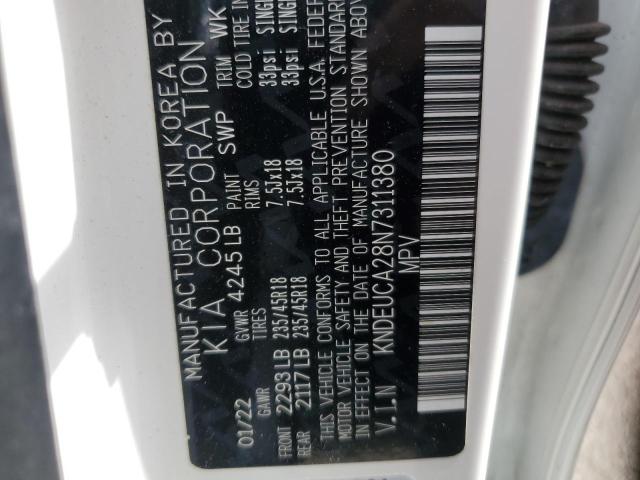 MANUFACTURED IN KOREA BY
KIA CORPORATION
01/22 GVWR 4245LB PAINT SWP TRIM WK
GAWR TIRES RIMS COLD TIRE IN
FRONT 2293LB 235/45R18 7.5Jx18 33psi SINGL
REAR 2117LB 235/45R18 7.5Jx18 33psi SINGL
THIS VEHICLE CONFORMS TO ALL APPLICABLE U.S.A. FEDER
MOTOR VEHICLE SAFETY AND THEFT PREVENTION STANDAR
IN EFFECT ON THE DATE OF MANUFACTURE SHOWN ABOV
V.I.N KNDEUCA28N7311380
MPV